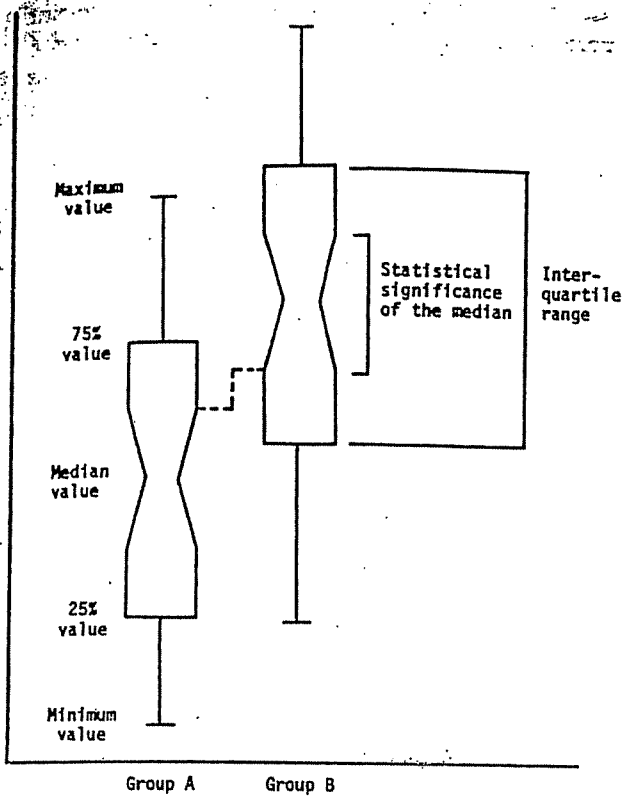 Maximum
value
75%
value
Median
value
25%
value
Minimum
value
Statistical
significance
of the median
Inter-
quartile
range
Group A
Group B